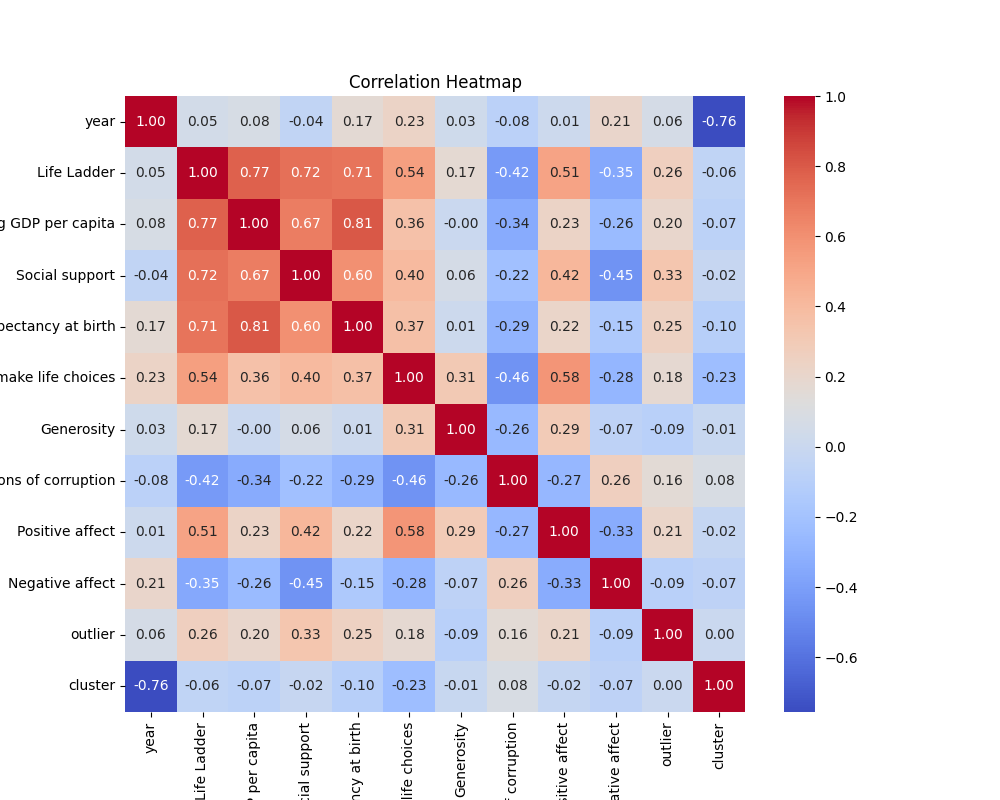 Correlation Heatmap
year 1.00 0.05 0.08 -0.04 0.17 0.23 0.03 -0.08 0.01 0.21 0.06 -0.76
Life Ladder 0.05 1.00 0.77 0.72 0.71 0.54 0.17 -0.42 0.51 -0.35 0.26 -0.06
g GDP per capita 0.08 0.77 1.00 0.67 0.81 0.36 -0.00 -0.34 0.23 -0.26 0.20 -0.07
Social support -0.04 0.72 0.67 1.00 0.60 0.40 0.06 -0.22 0.42 -0.45 0.33 -0.02
pectancy at birth 0.17 0.71 0.81 0.60 1.00 0.37 0.01 -0.29 0.22 -0.15 0.25 -0.10
make life choices 0.23 0.54 0.36 0.40 0.37 1.00 0.31 -0.46 0.58 -0.28 0.18 -0.23
Generosity 0.03 0.17 -0.00 0.06 0.01 0.31 1.00 -0.26 0.29 -0.07 -0.09 -0.01
ons of corruption -0.08 -0.42 -0.34 -0.22 -0.29 -0.46 -0.26 1.00 -0.27 0.26 0.16 0.08
Positive affect 0.01 0.51 0.23 0.42 0.22 0.58 0.29 -0.27 1.00 -0.33 0.21 -0.02
Negative affect 0.21 -0.35 -0.26 -0.45 -0.15 -0.28 -0.07 0.26 -0.33 1.00 -0.09 -0.07
outlier 0.06 0.26 0.20 0.33 0.25 0.18 -0.09 0.16 0.21 -0.09 1.00 0.00
cluster -0.76 -0.06 -0.07 -0.02 -0.10 -0.23 -0.01 0.08 -0.02 -0.07 0.00 1.00
year
Life Ladder
per capita
cial support
ncy at birth
life choices
Generosity
corruption
sitive affect
ative affect
outlier
cluster
1.0
0.8
0.6
0.4
0.2
0.0
−0.2
−0.4
−0.6